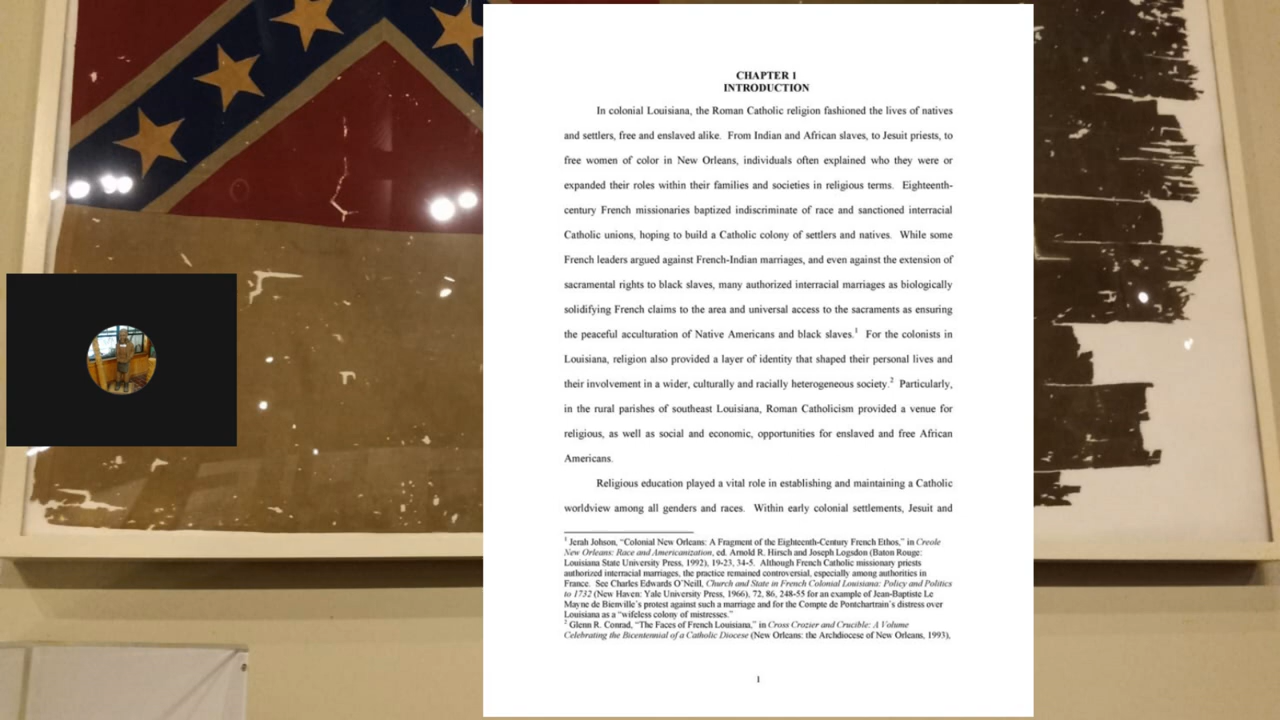 CHAPTER 1
INTRODUCTION
In colonial Louisiana, the Roman Catholic religion fashioned the lives of natives
and settlers, free and enslaved alike. From Indian and African slaves, to Jesuit priests, to
free women of color in New Orleans, individuals often explained who they were or
expanded their roles within their families and societies in religious terms. Eighteenth-
century French missionaries baptized indiscriminate of race and sanctioned interracial
Catholic unions, hoping to build a Catholic colony of settlers and natives. While some
French leaders argued against French-Indian marriages, and even against the extension of
sacramental rights to black slaves, many authorized interracial marriages as biologically
solidifying French claims to the area and universal access to the sacraments as ensuring
the peaceful acculturation of Native Americans and black slaves.1 For the colonists in
Louisiana, religion also provided a layer of identity that shaped their personal lives and
their involvement in a wider, culturally and racially heterogeneous society.2 Particularly,
in the rural parishes of southeast Louisiana, Roman Catholicism provided a venue for
religious, as well as social and economic, opportunities for enslaved and free African
Americans.
Religious education played a vital role in establishing and maintaining a Catholic
worldview among all genders and races. Within early colonial settlements, Jesuit and
1 Jerah Johson, “Colonial New Orleans: A Fragment of the Eighteenth-Century French Ethos,” in Creole
New Orleans: Race and Americanization, ed. Arnold R. Hirsch and Joseph Logsdon (Baton Rouge:
Louisiana State University Press, 1992), 19-23, 34-5. Although French Catholic missionary priests
authorized interracial marriages, the practice remained controversial, especially among authorities in
France. See Charles Edwards O’Neill, Church and State in French Colonial Louisiana: Policy and Politics
to 1732 (New Haven: Yale University Press, 1966), 72, 86, 248-55 for an example of Jean-Baptiste Le
Mayne de Bienville’s protest against such a marriage and for the Compte de Pontchartrain’s distress over
Louisiana as a “wifeless colony of mistresses.”
2 Glenn R. Conrad, “The Faces of French Louisiana,” in Cross Crozier and Crucible: A Volume
Celebrating the Bicentennial of a Catholic Diocese (New Orleans: the Archdiocese of New Orleans, 1993),
1